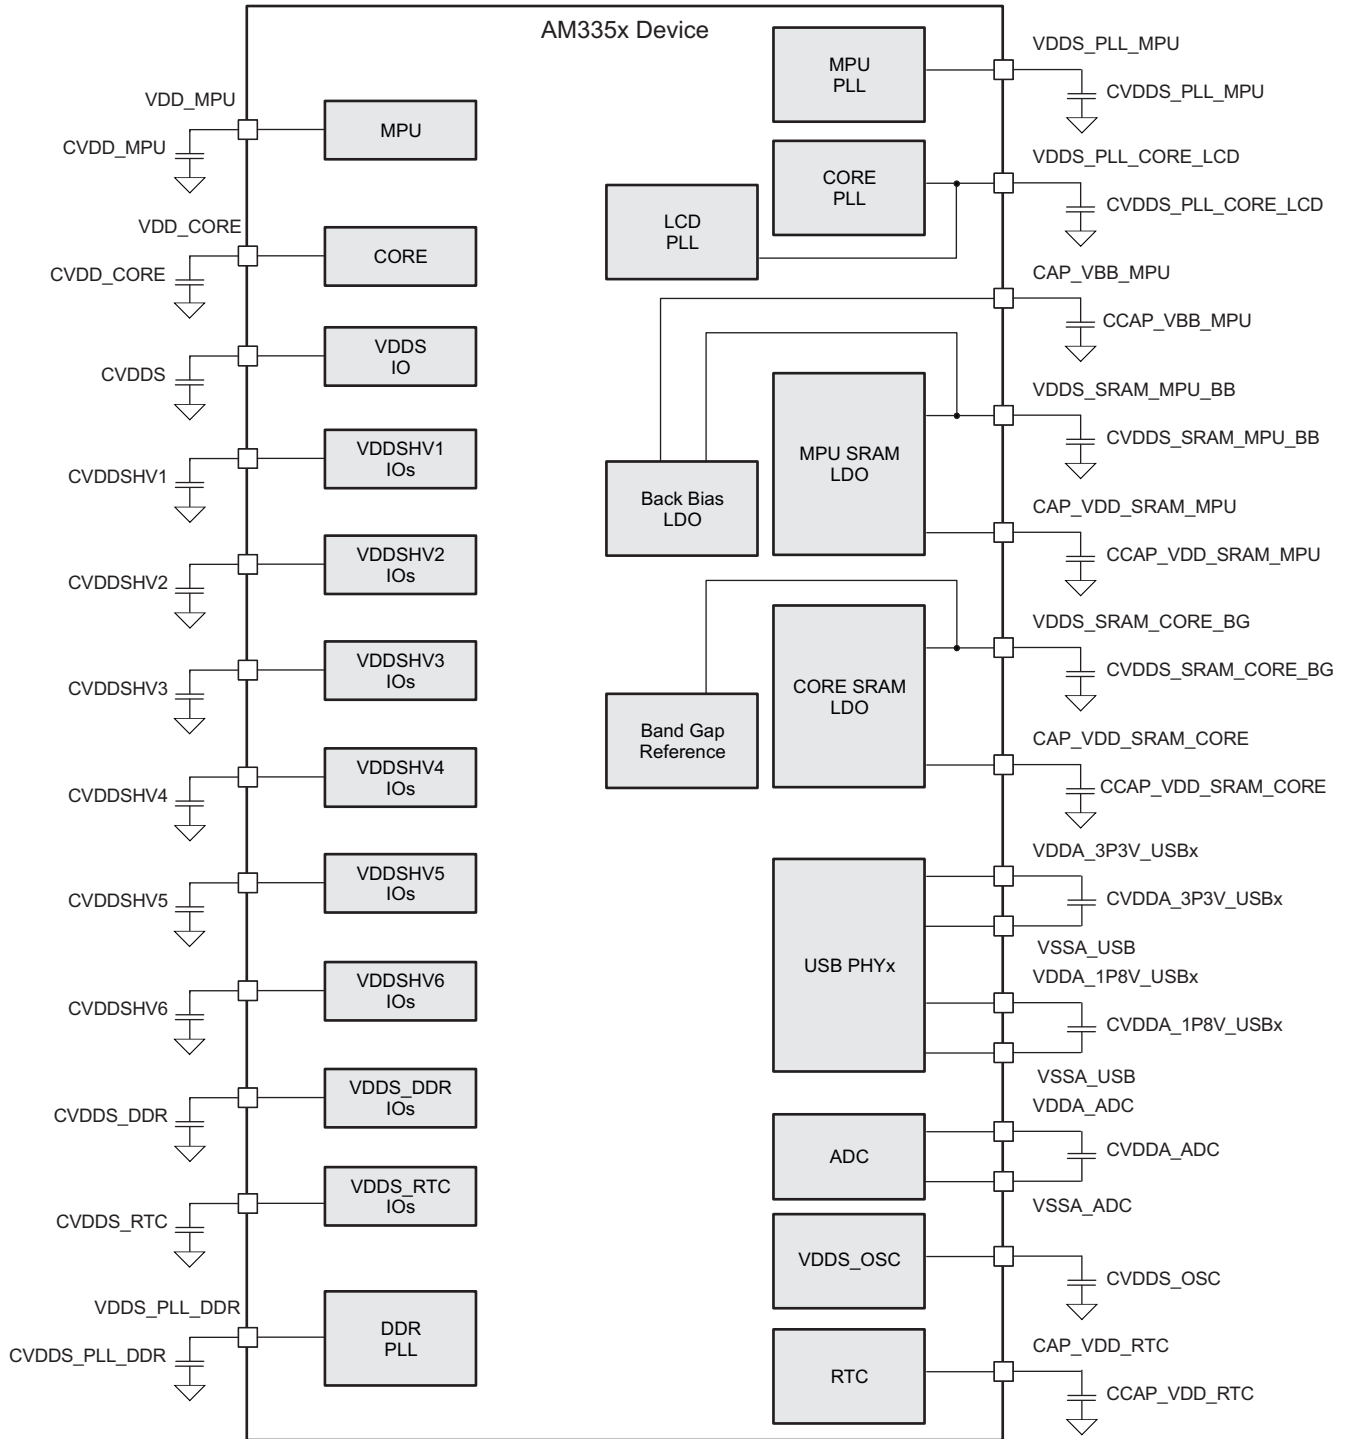 AM335x Device
VDD_MPU
CVDD_MPU
MPU
VDD_CORE
CVDD_CORE
CORE
CVDDS
VDDS
IO
CVDDSHV1
VDDSHV1
IOs
CVDDSHV2
VDDSHV2
IOs
CVDDSHV3
VDDSHV3
IOs
CVDDSHV4
VDDSHV4
IOs
CVDDSHV5
VDDSHV5
IOs
CVDDSHV6
VDDSHV6
IOs
CVDDS_DDR
VDDS_DDR
IOs
CVDDS_RTC
VDDS_RTC
IOs
VDDS_PLL_DDR
CVDDS_PLL_DDR
DDR
PLL
MPU
PLL
VDDS_PLL_MPU
CVDDS_PLL_MPU
CORE
PLL
LCD
PLL
VDDS_PLL_CORE_LCD
CVDDS_PLL_CORE_LCD
CAP_VBB_MPU
CCAP_VBB_MPU
MPU SRAM
LDO
Back Bias
LDO
VDDS_SRAM_MPU_BB
CVDDS_SRAM_MPU_BB
CAP_VDD_SRAM_MPU
CCAP_VDD_SRAM_MPU
CORE SRAM
LDO
Band Gap
Reference
VDDS_SRAM_CORE_BG
CVDDS_SRAM_CORE_BG
CAP_VDD_SRAM_CORE
CCAP_VDD_SRAM_CORE
USB PHYx
VDDA_3P3V_USBx
CVDDA_3P3V_USBx
VSSA_USB
VDDA_1P8V_USBx
CVDDA_1P8V_USBx
VSSA_USB
ADC
VDDA_ADC
CVDDA_ADC
VSSA_ADC
VDDS_OSC
CVDDS_OSC
RTC
CAP_VDD_RTC
CCAP_VDD_RTC